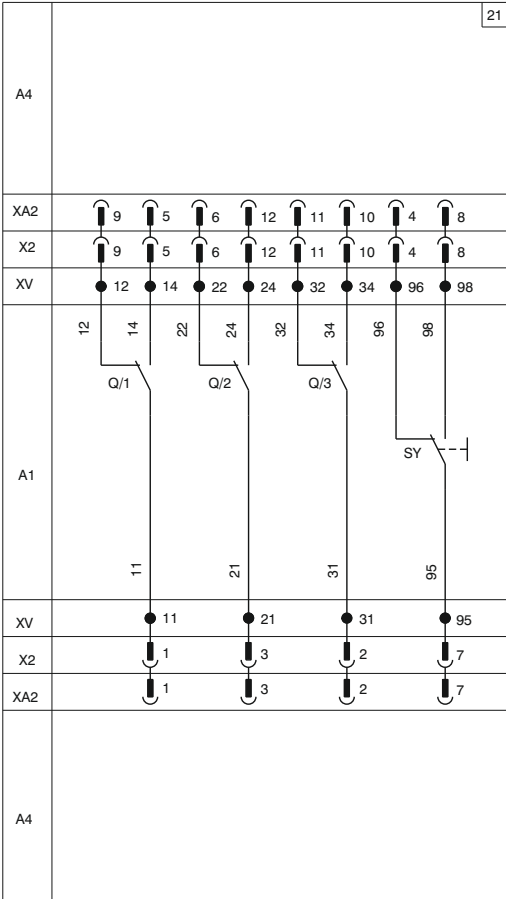 21
A4
XA2 9 5 6 12 11 10 4 8
X2 9 5 6 12 11 10 4 8
XV 12 14 22 24 32 34 96 98
12 14 22 24 32 34 96 98
Q/1 Q/2 Q/3
SY
A1
11 21 31 95
XV 11 21 31 95
X2 1 3 2 7
XA2 1 3 2 7
A4